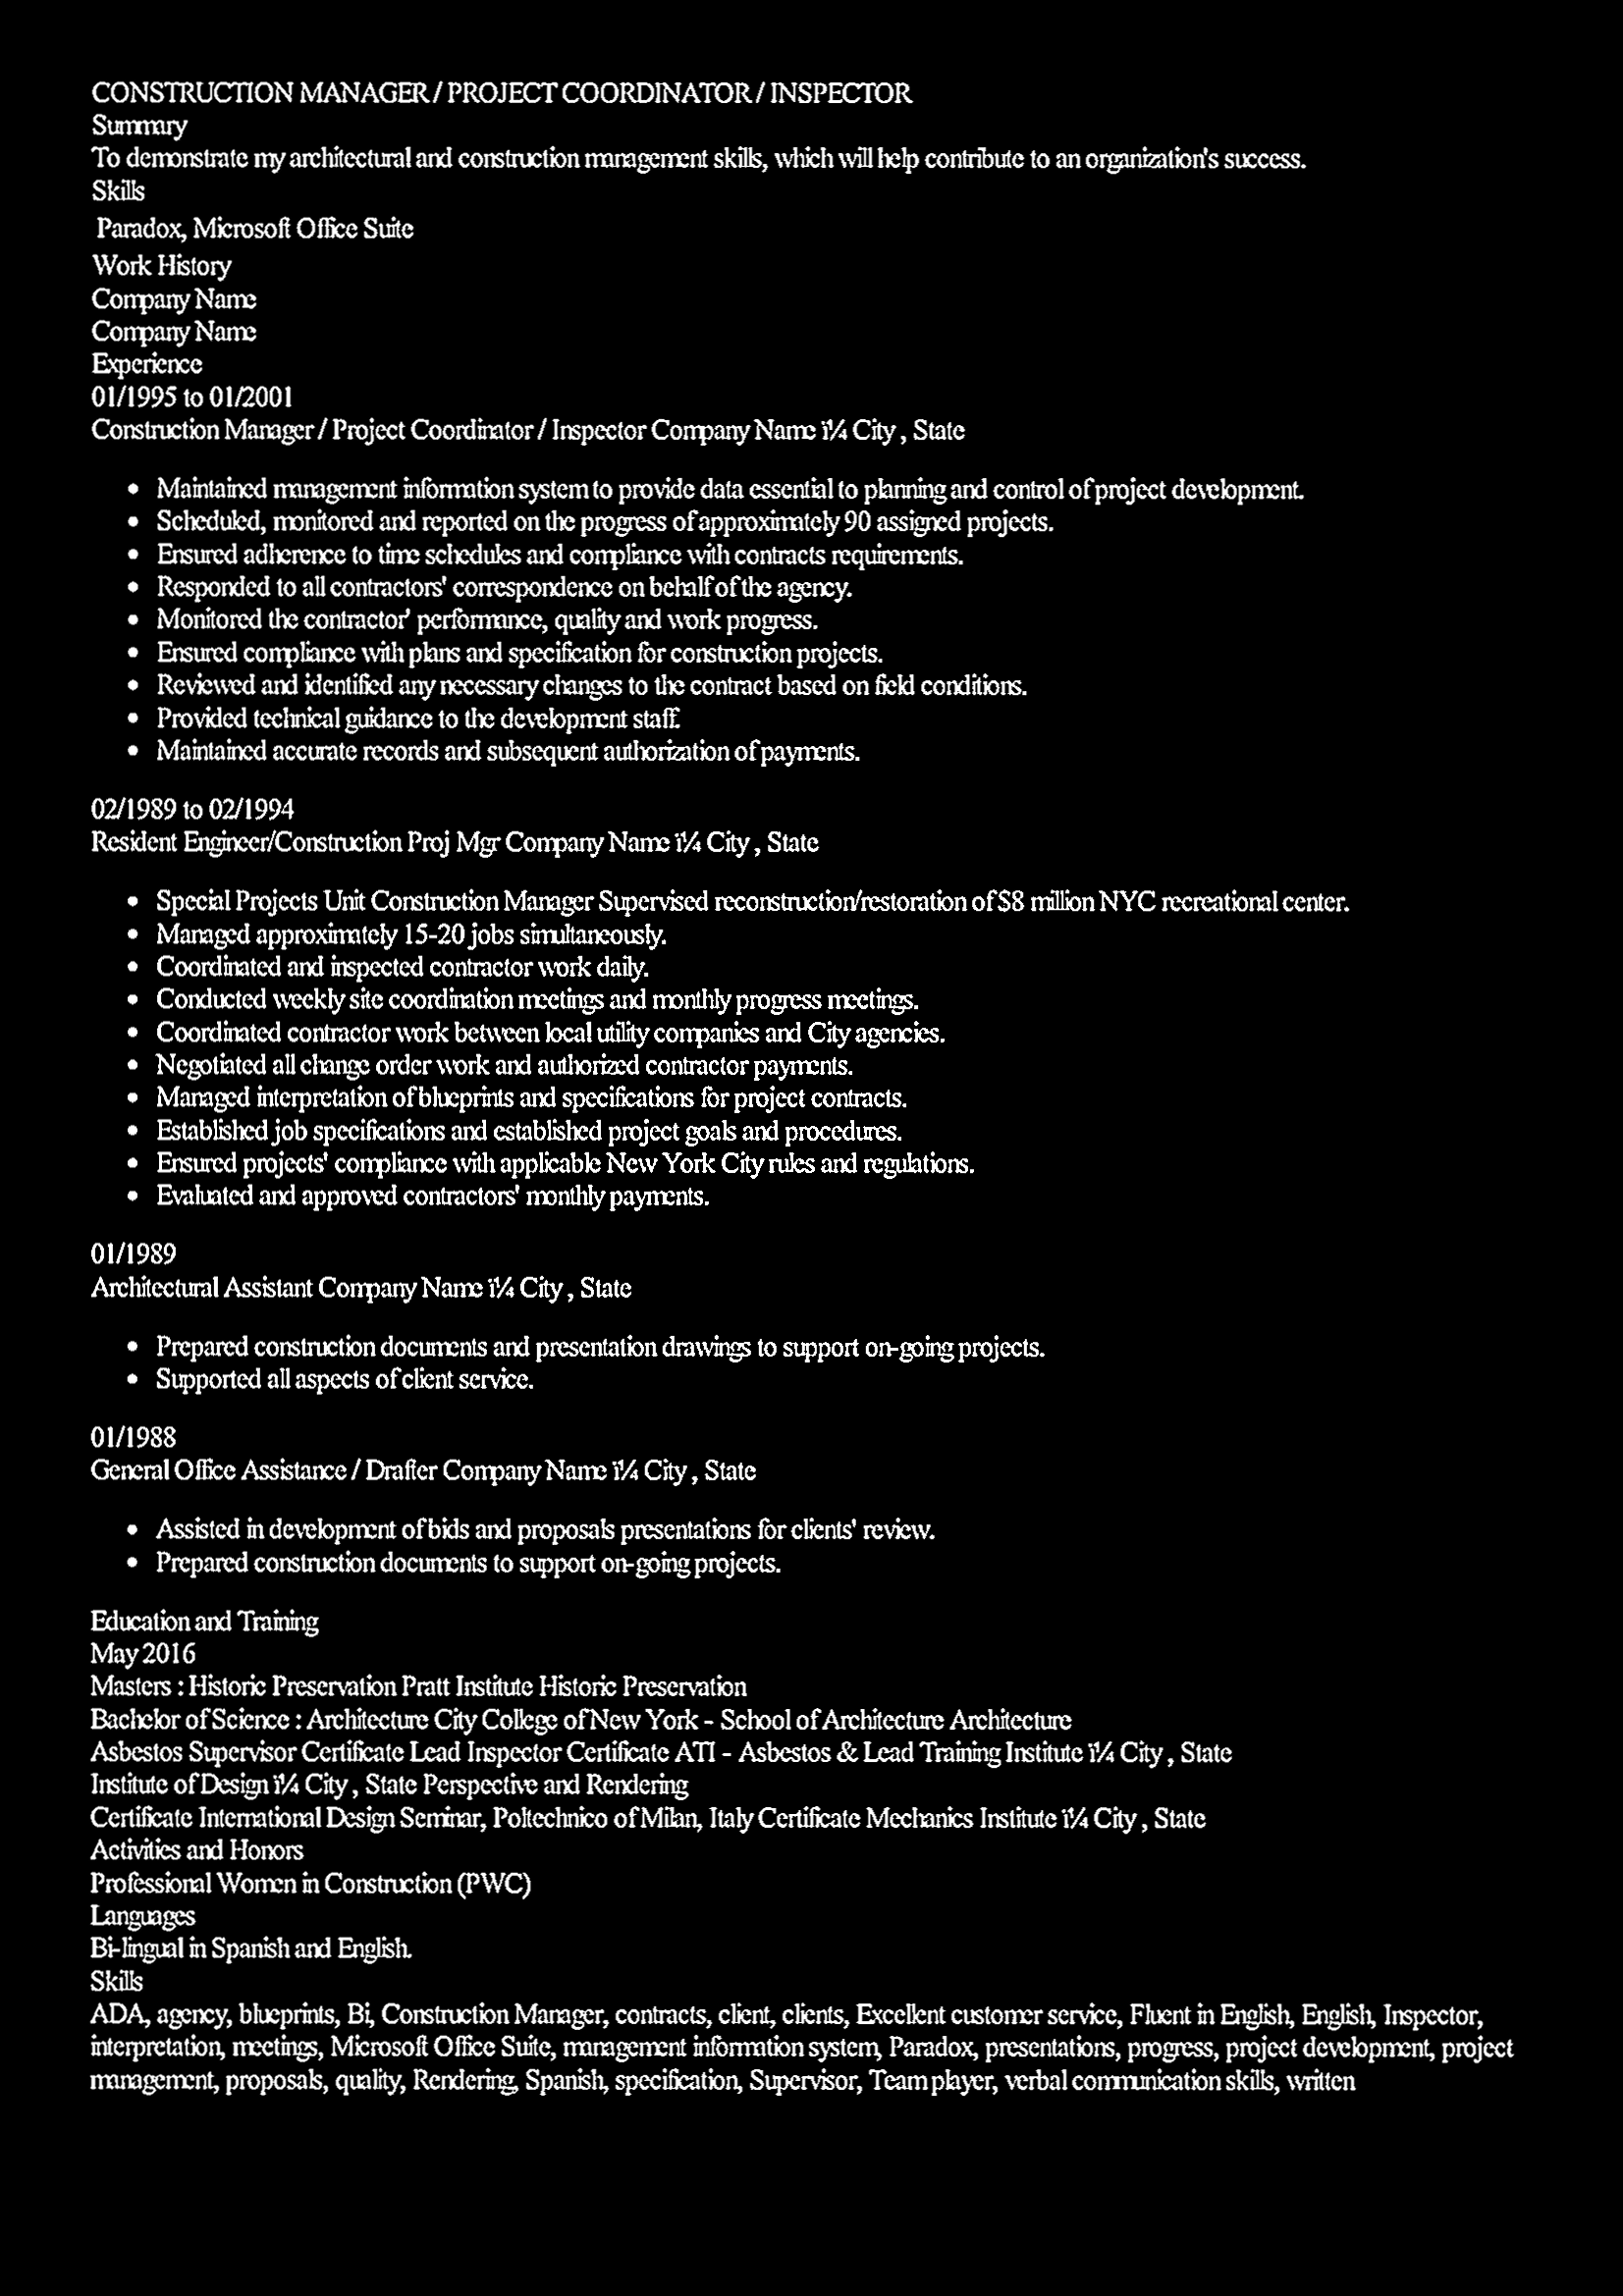 CONSTRUCTION MANAGER / PROJECT COORDINATOR / INSPECTOR
Summary
To demonstrate my architectural and construction management skills, which will help contribute to an organization's success.
Skills
Paradox, Microsoft Office Suite
Work History
Company Name
Company Name
Experience
01/1995 to 01/2001
Construction Manager / Project Coordinator / Inspector Company Name ï¼ City , State
• Maintained management information system to provide data essential to planning and control of project development.
• Scheduled, monitored and reported on the progress of approximately 90 assigned projects.
• Ensured adherence to time schedules and compliance with contracts requirements.
• Responded to all contractors' correspondence on behalf of the agency.
• Monitored the contractor' performance, quality and work progress.
• Ensured compliance with plans and specification for construction projects.
• Reviewed and identified any necessary changes to the contract based on field conditions.
• Provided technical guidance to the development staff.
• Maintained accurate records and subsequent authorization of payments.
02/1989 to 02/1994
Resident Engineer/Construction Proj Mgr Company Name ï¼ City , State
• Special Projects Unit Construction Manager Supervised reconstruction/restoration of $8 million NYC recreational center.
• Managed approximately 15-20 jobs simultaneously.
• Coordinated and inspected contractor work daily.
• Conducted weekly site coordination meetings and monthly progress meetings.
• Coordinated contractor work between local utility companies and City agencies.
• Negotiated all change order work and authorized contractor payments.
• Managed interpretation of blueprints and specifications for project contracts.
• Established job specifications and established project goals and procedures.
• Ensured projects' compliance with applicable New York City rules and regulations.
• Evaluated and approved contractors' monthly payments.
01/1989
Architectural Assistant Company Name ï¼ City , State
• Prepared construction documents and presentation drawings to support on-going projects.
• Supported all aspects of client service.
01/1988
General Office Assistance / Drafter Company Name ï¼ City , State
• Assisted in development of bids and proposals presentations for clients' review.
• Prepared construction documents to support on-going projects.
Education and Training
May 2016
Masters : Historic Preservation Pratt Institute Historic Preservation
Bachelor of Science : Architecture City College of New York - School of Architecture Architecture
Asbestos Supervisor Certificate Lead Inspector Certificate ATI - Asbestos & Lead Training Institute ï¼ City , State
Institute of Design ï¼ City , State Perspective and Rendering
Certificate International Design Seminar, Poltechnico of Milan, Italy Certificate Mechanics Institute ï¼ City , State
Activities and Honors
Professional Women in Construction (PWC)
Languages
Bi-lingual in Spanish and English.
Skills
ADA, agency, blueprints, Bi, Construction Manager, contracts, client, clients, Excellent customer service, Fluent in English, English, Inspector,
interpretation, meetings, Microsoft Office Suite, management information system, Paradox, presentations, progress, project development, project
management, proposals, quality, Rendering, Spanish, specification, Supervisor, Team player, verbal communication skills, written